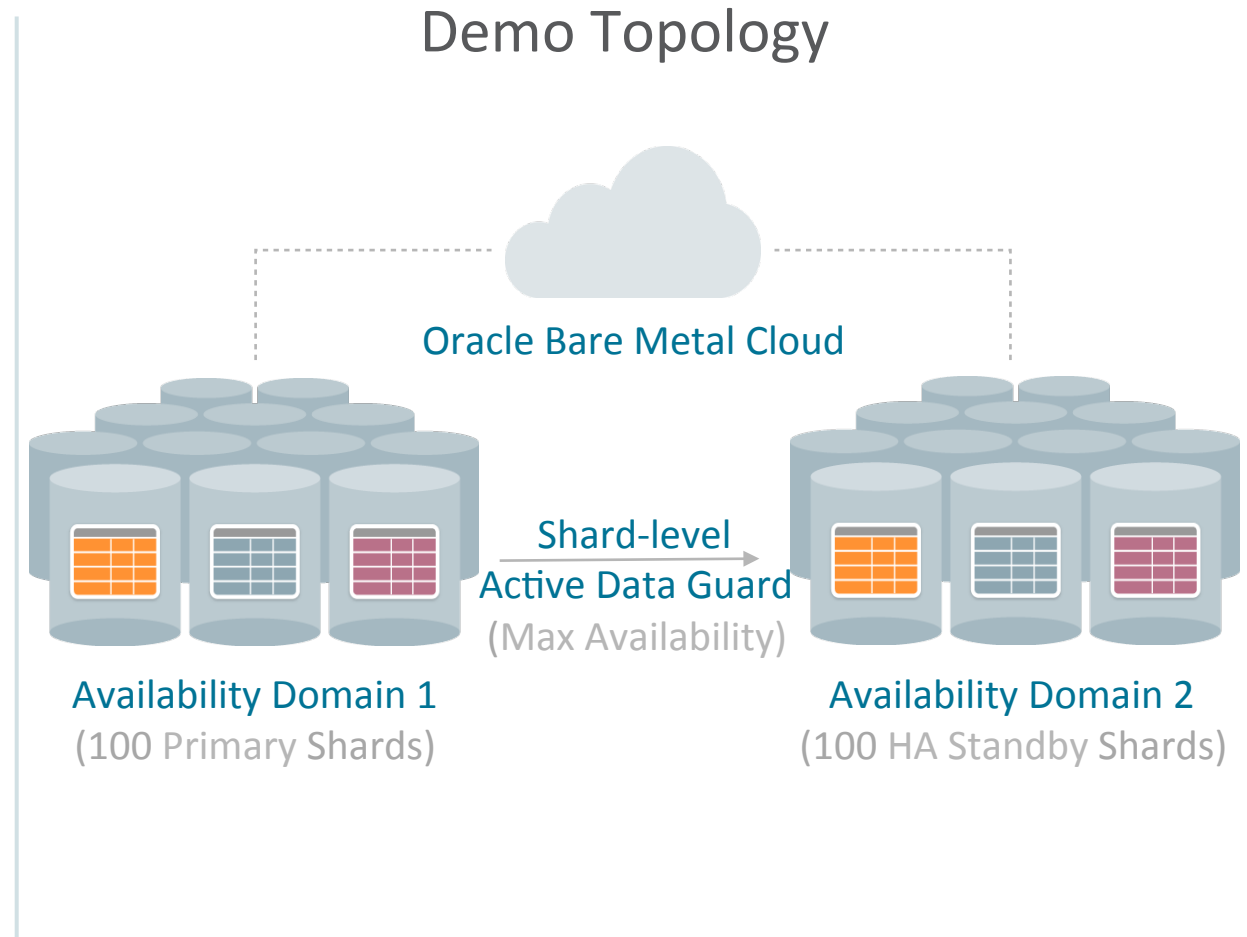 Demo Topology
Oracle Bare Metal Cloud
Shard-level
Active Data Guard
(Max Availability)
Availability Domain 1
(100 Primary Shards)
Availability Domain 2
(100 HA Standby Shards)